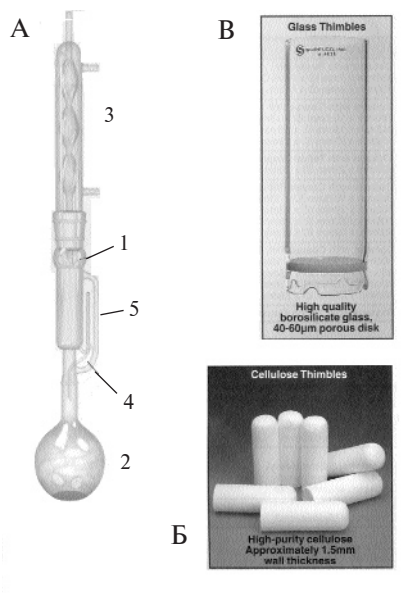 А
3
1
5
4
2
В
Glass Thimbles
High quality
borosilicate glass,
40-60µm porous disk
Б
Cellulose Thimbles
High-purity cellulose
Approximately 1.5mm
wall thickness